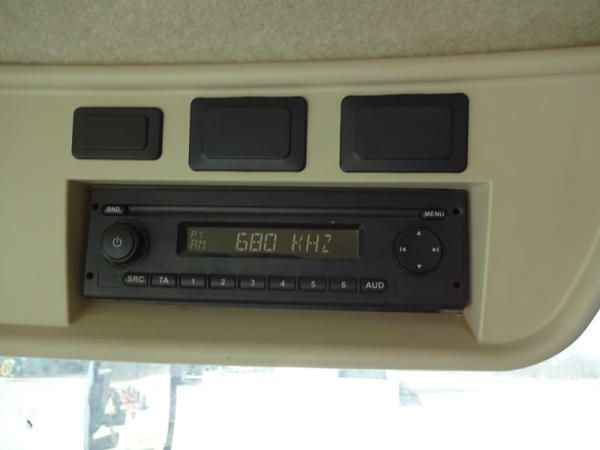 BND
MENU
P1
AM 680 KHZ
SRC TA 1 2 3 4 5 6 AUD